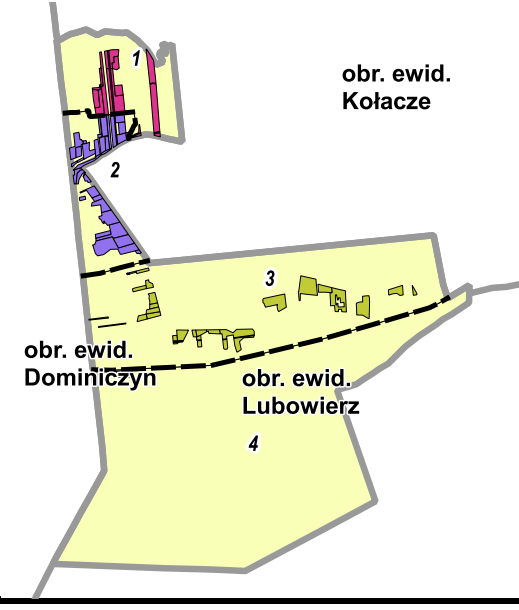 1
obr. ewid.
Kołacze
2
3
obr. ewid.
Dominiczyn
obr. ewid.
Lubowierz
4